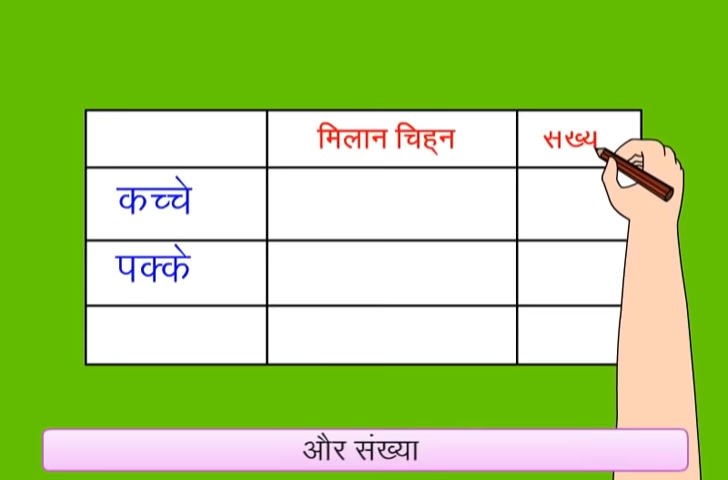 मिलान चिह्न सख्य
कच्चे
पक्के
और संख्या